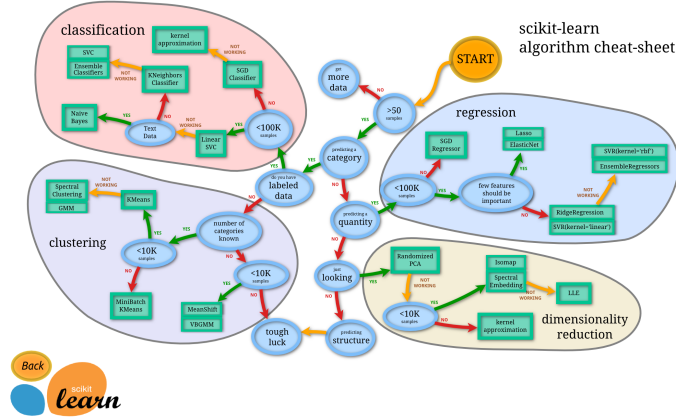 scikit-learn
algorithm cheat-sheet
START
classification
kernel
approximation
SVC
Ensemble
Classifiers
NOT
WORKING
KNeighbors
Classifier
NOT
WORKING
SGD
Classifier
get
more
data
NO
>50
samples
YES
Naive
Bayes
YES
Text
Data
NO
NOT
WORKING
Linear
SVC
YES
<100K
samples
NO
YES
predicting a
category
YES
NO
do you have
labeled
data
NO
regression
SGD
Regressor
Lasso
ElasticNet
SVR(kernel='rbf')
EnsembleRegressors
NOT
WORKING
<100K
samples
NO
YES
few features
should be
important
YES
NO
RidgeRegression
SVR(kernel='linear')
predicting a
quantity
YES
NO
clustering
Spectral
Clustering
GMM
NOT
WORKING
KMeans
YES
<10K
samples
NO
number of
categories
known
YES
NO
MiniBatch
KMeans
<10K
samples
YES
NO
MeanShift
VBGMM
just
looking
YES
NO
Randomized
PCA
NOT
WORKING
<10K
samples
YES
NO
Isomap
Spectral
Embedding
NOT
WORKING
LLE
kernel
approximation
dimensionality
reduction
tough
luck
predicting
structure
Back
scikit
learn